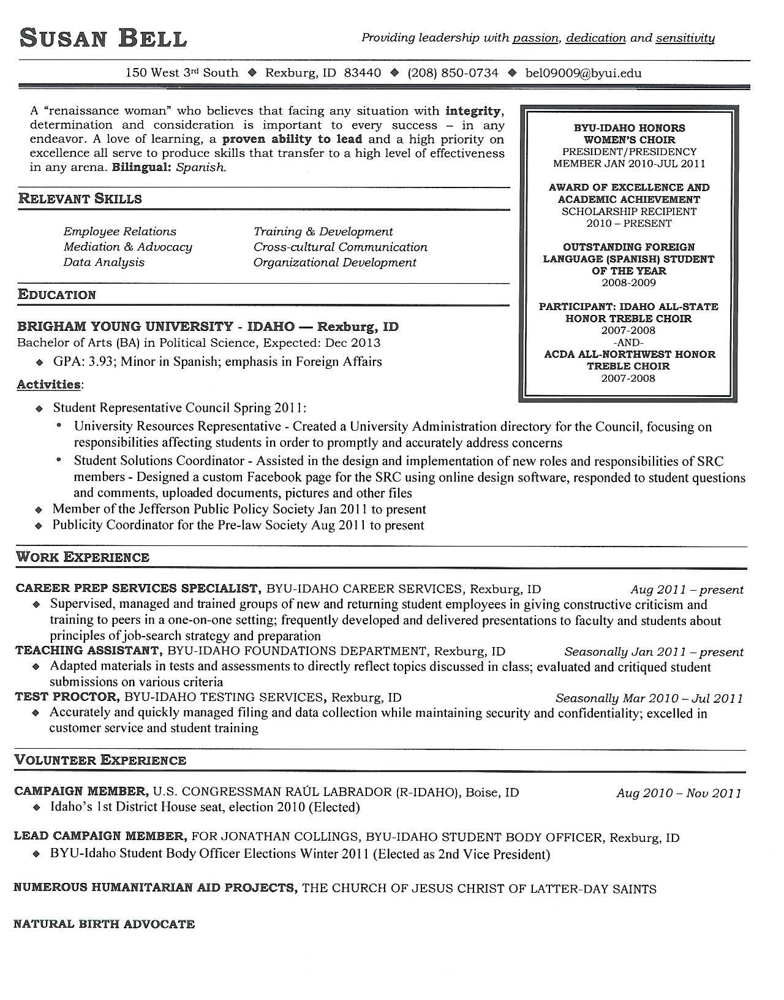 SUSAN BELL
Providing leadership with passion, dedication and sensitivity
150 West 3rd South ◆ Rexburg, ID 83440 ◆ (208) 850-0734 ◆ bel09009@byui.edu
A “renaissance woman” who believes that facing any situation with integrity,
determination and consideration is important to every success – in any
endeavor. A love of learning, a proven ability to lead and a high priority on
excellence all serve to produce skills that transfer to a high level of effectiveness
in any arena. Bilingual: Spanish.
BYU-IDAHO HONORS
WOMEN’S CHOIR
PRESIDENT/PRESIDENCY
MEMBER JAN 2010-JUL 2011
AWARD OF EXCELLENCE AND
ACADEMIC ACHIEVEMENT
SCHOLARSHIP RECIPIENT
2010 – PRESENT
OUTSTANDING FOREIGN
LANGUAGE (SPANISH) STUDENT
OF THE YEAR
2008-2009
PARTICIPANT: IDAHO ALL-STATE
HONOR TREBLE CHOIR
2007-2008
-AND-
ACDA ALL-NORTHWEST HONOR
TREBLE CHOIR
2007-2008
RELEVANT SKILLS
Employee Relations Training & Development
Mediation & Advocacy Cross-cultural Communication
Data Analysis Organizational Development
EDUCATION
BRIGHAM YOUNG UNIVERSITY - IDAHO — Rexburg, ID
Bachelor of Arts (BA) in Political Science, Expected: Dec 2013
◆ GPA: 3.93; Minor in Spanish; emphasis in Foreign Affairs
Activities:
◆ Student Representative Council Spring 2011:
• University Resources Representative - Created a University Administration directory for the Council, focusing on
responsibilities affecting students in order to promptly and accurately address concerns
• Student Solutions Coordinator - Assisted in the design and implementation of new roles and responsibilities of SRC
members - Designed a custom Facebook page for the SRC using online design software, responded to student questions
and comments, uploaded documents, pictures and other files
◆ Member of the Jefferson Public Policy Society Jan 2011 to present
◆ Publicity Coordinator for the Pre-law Society Aug 2011 to present
WORK EXPERIENCE
CAREER PREP SERVICES SPECIALIST, BYU-IDAHO CAREER SERVICES, Rexburg, ID Aug 2011 – present
◆ Supervised, managed and trained groups of new and returning student employees in giving constructive criticism and
training to peers in a one-on-one setting; frequently developed and delivered presentations to faculty and students about
principles of job-search strategy and preparation
TEACHING ASSISTANT, BYU-IDAHO FOUNDATIONS DEPARTMENT, Rexburg, ID Seasonally Jan 2011 – present
◆ Adapted materials in tests and assessments to directly reflect topics discussed in class; evaluated and critiqued student
submissions on various criteria
TEST PROCTOR, BYU-IDAHO TESTING SERVICES, Rexburg, ID Seasonally Mar 2010 – Jul 2011
◆ Accurately and quickly managed filing and data collection while maintaining security and confidentiality; excelled in
customer service and student training
VOLUNTEER EXPERIENCE
CAMPAIGN MEMBER, U.S. CONGRESSMAN RAÚL LABRADOR (R-IDAHO), Boise, ID Aug 2010 – Nov 2011
◆ Idaho’s 1st District House seat, election 2010 (Elected)
LEAD CAMPAIGN MEMBER, FOR JONATHAN COLLINGS, BYU-IDAHO STUDENT BODY OFFICER, Rexburg, ID
◆ BYU-Idaho Student Body Officer Elections Winter 2011 (Elected as 2nd Vice President)
NUMEROUS HUMANITARIAN AID PROJECTS, THE CHURCH OF JESUS CHRIST OF LATTER-DAY SAINTS
NATURAL BIRTH ADVOCATE